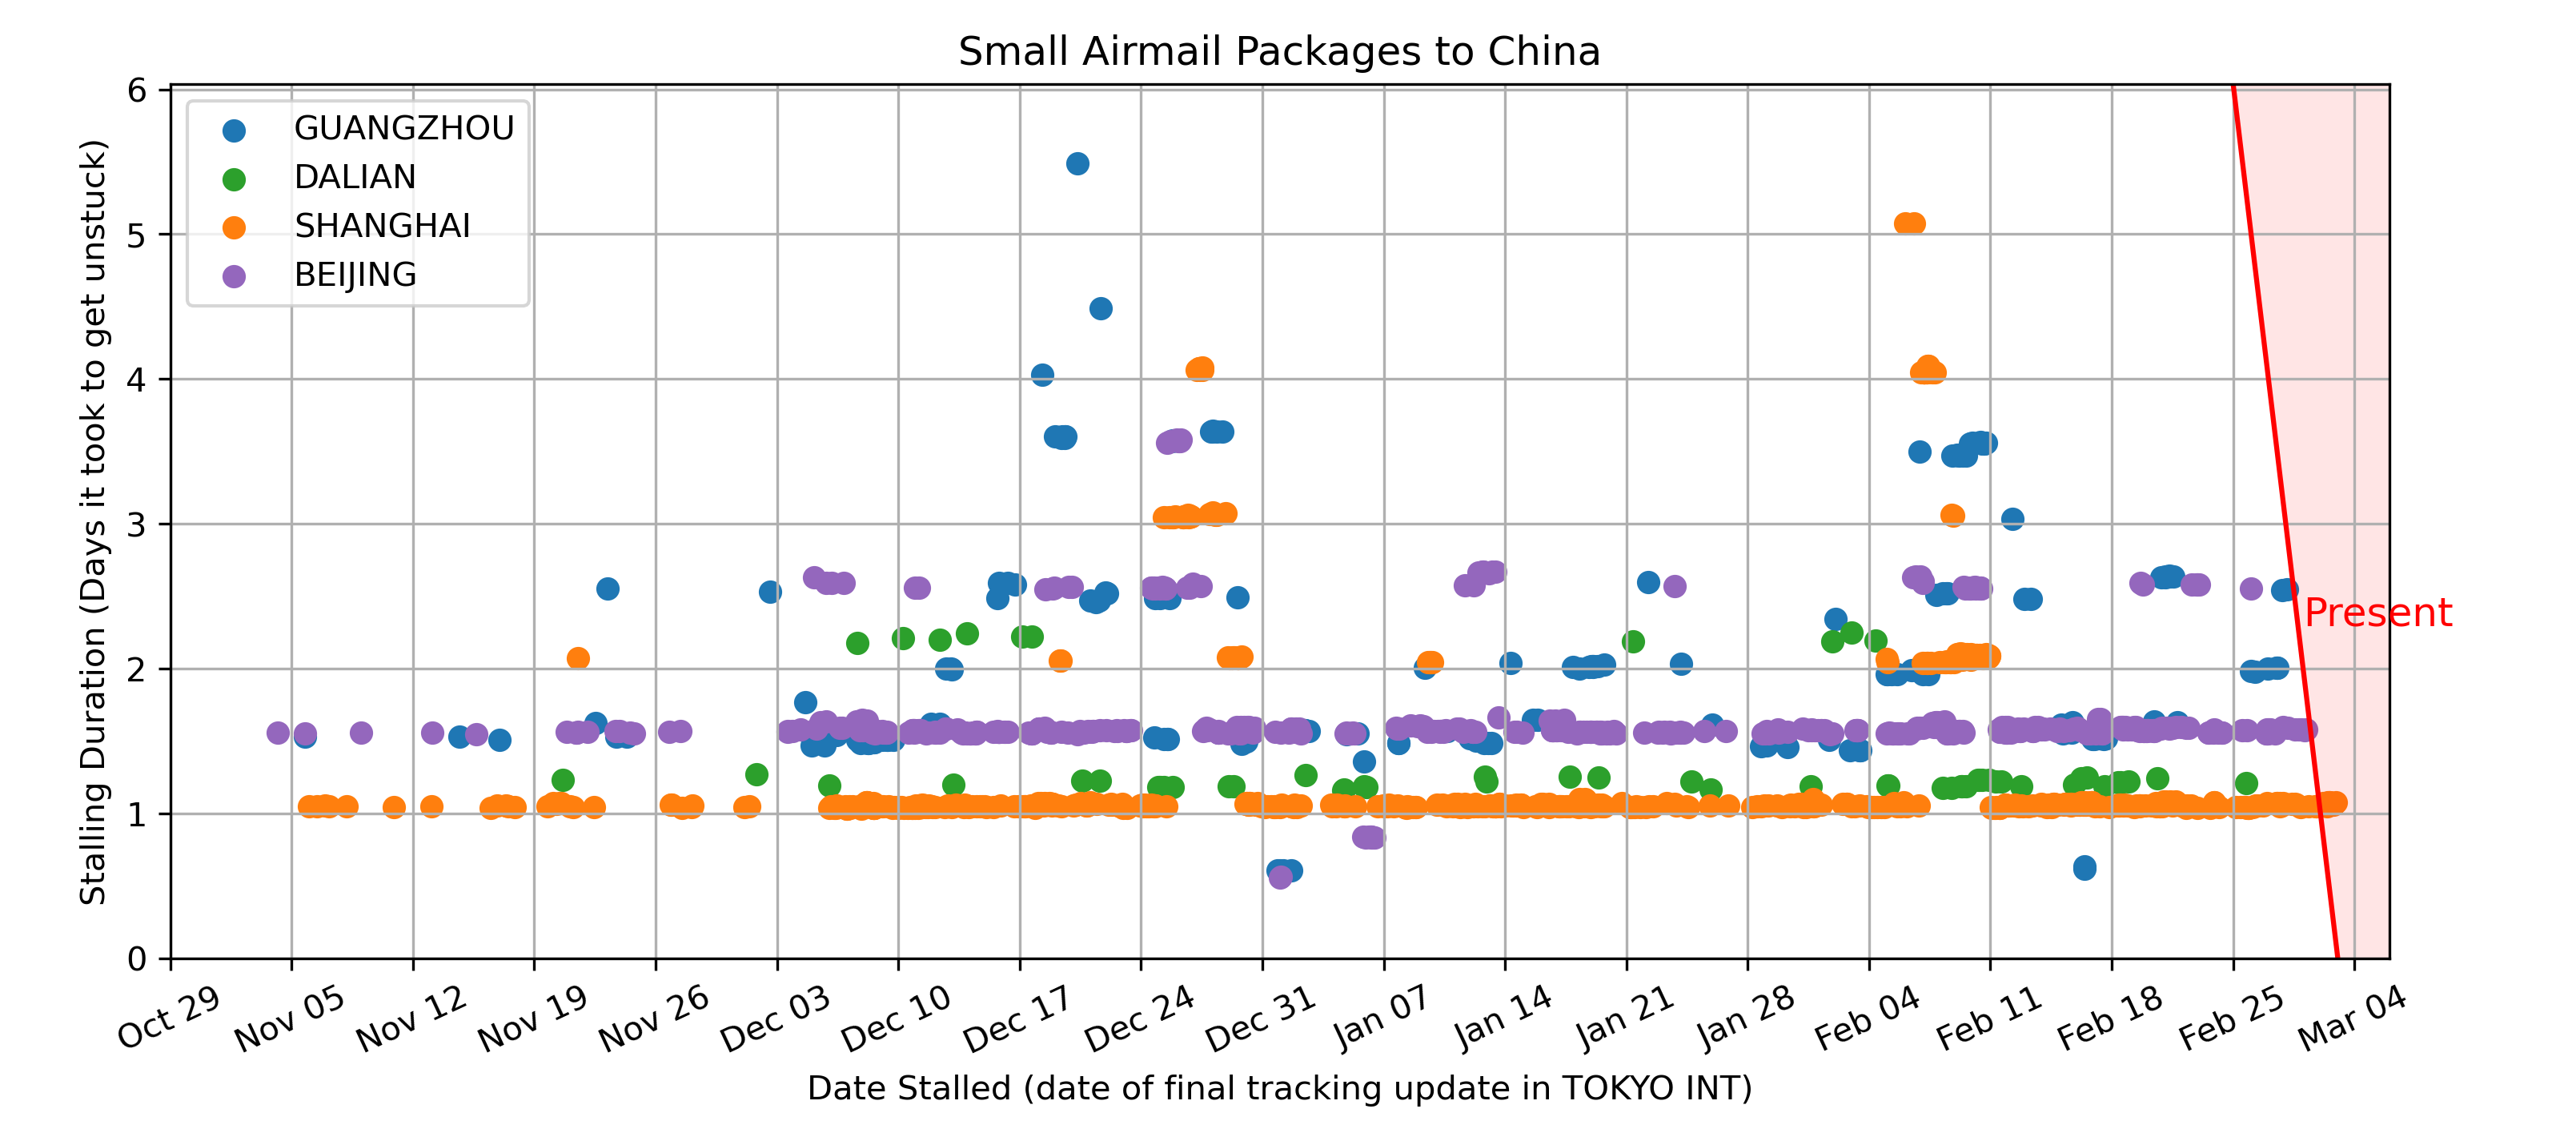 Small Airmail Packages to China
GUANGZHOU
DALIAN
SHANGHAI
BEIJING
Stalling Duration (Days it took to get unstuck)
6
5
4
3
2
1
0
Present
Oct 29
Nov 05
Nov 12
Nov 19
Nov 26
Dec 03
Dec 10
Dec 17
Dec 24
Dec 31
Jan 07
Jan 14
Jan 21
Jan 28
Feb 04
Feb 11
Feb 18
Feb 25
Mar 04
Date Stalled (date of final tracking update in TOKYO INT)